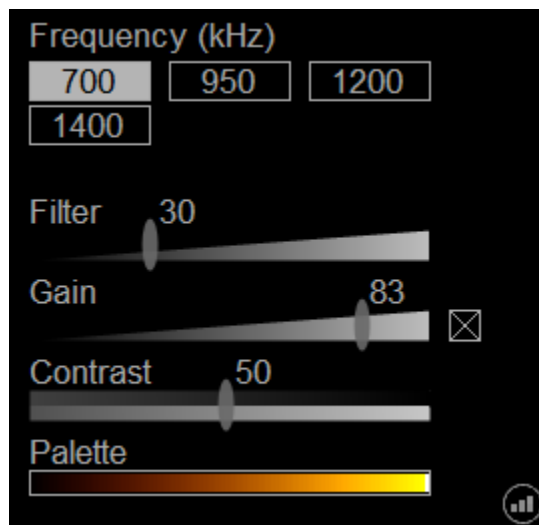 Frequency (kHz)
700 950 1200
1400
Filter 30
Gain 83
Contrast 50
Palette